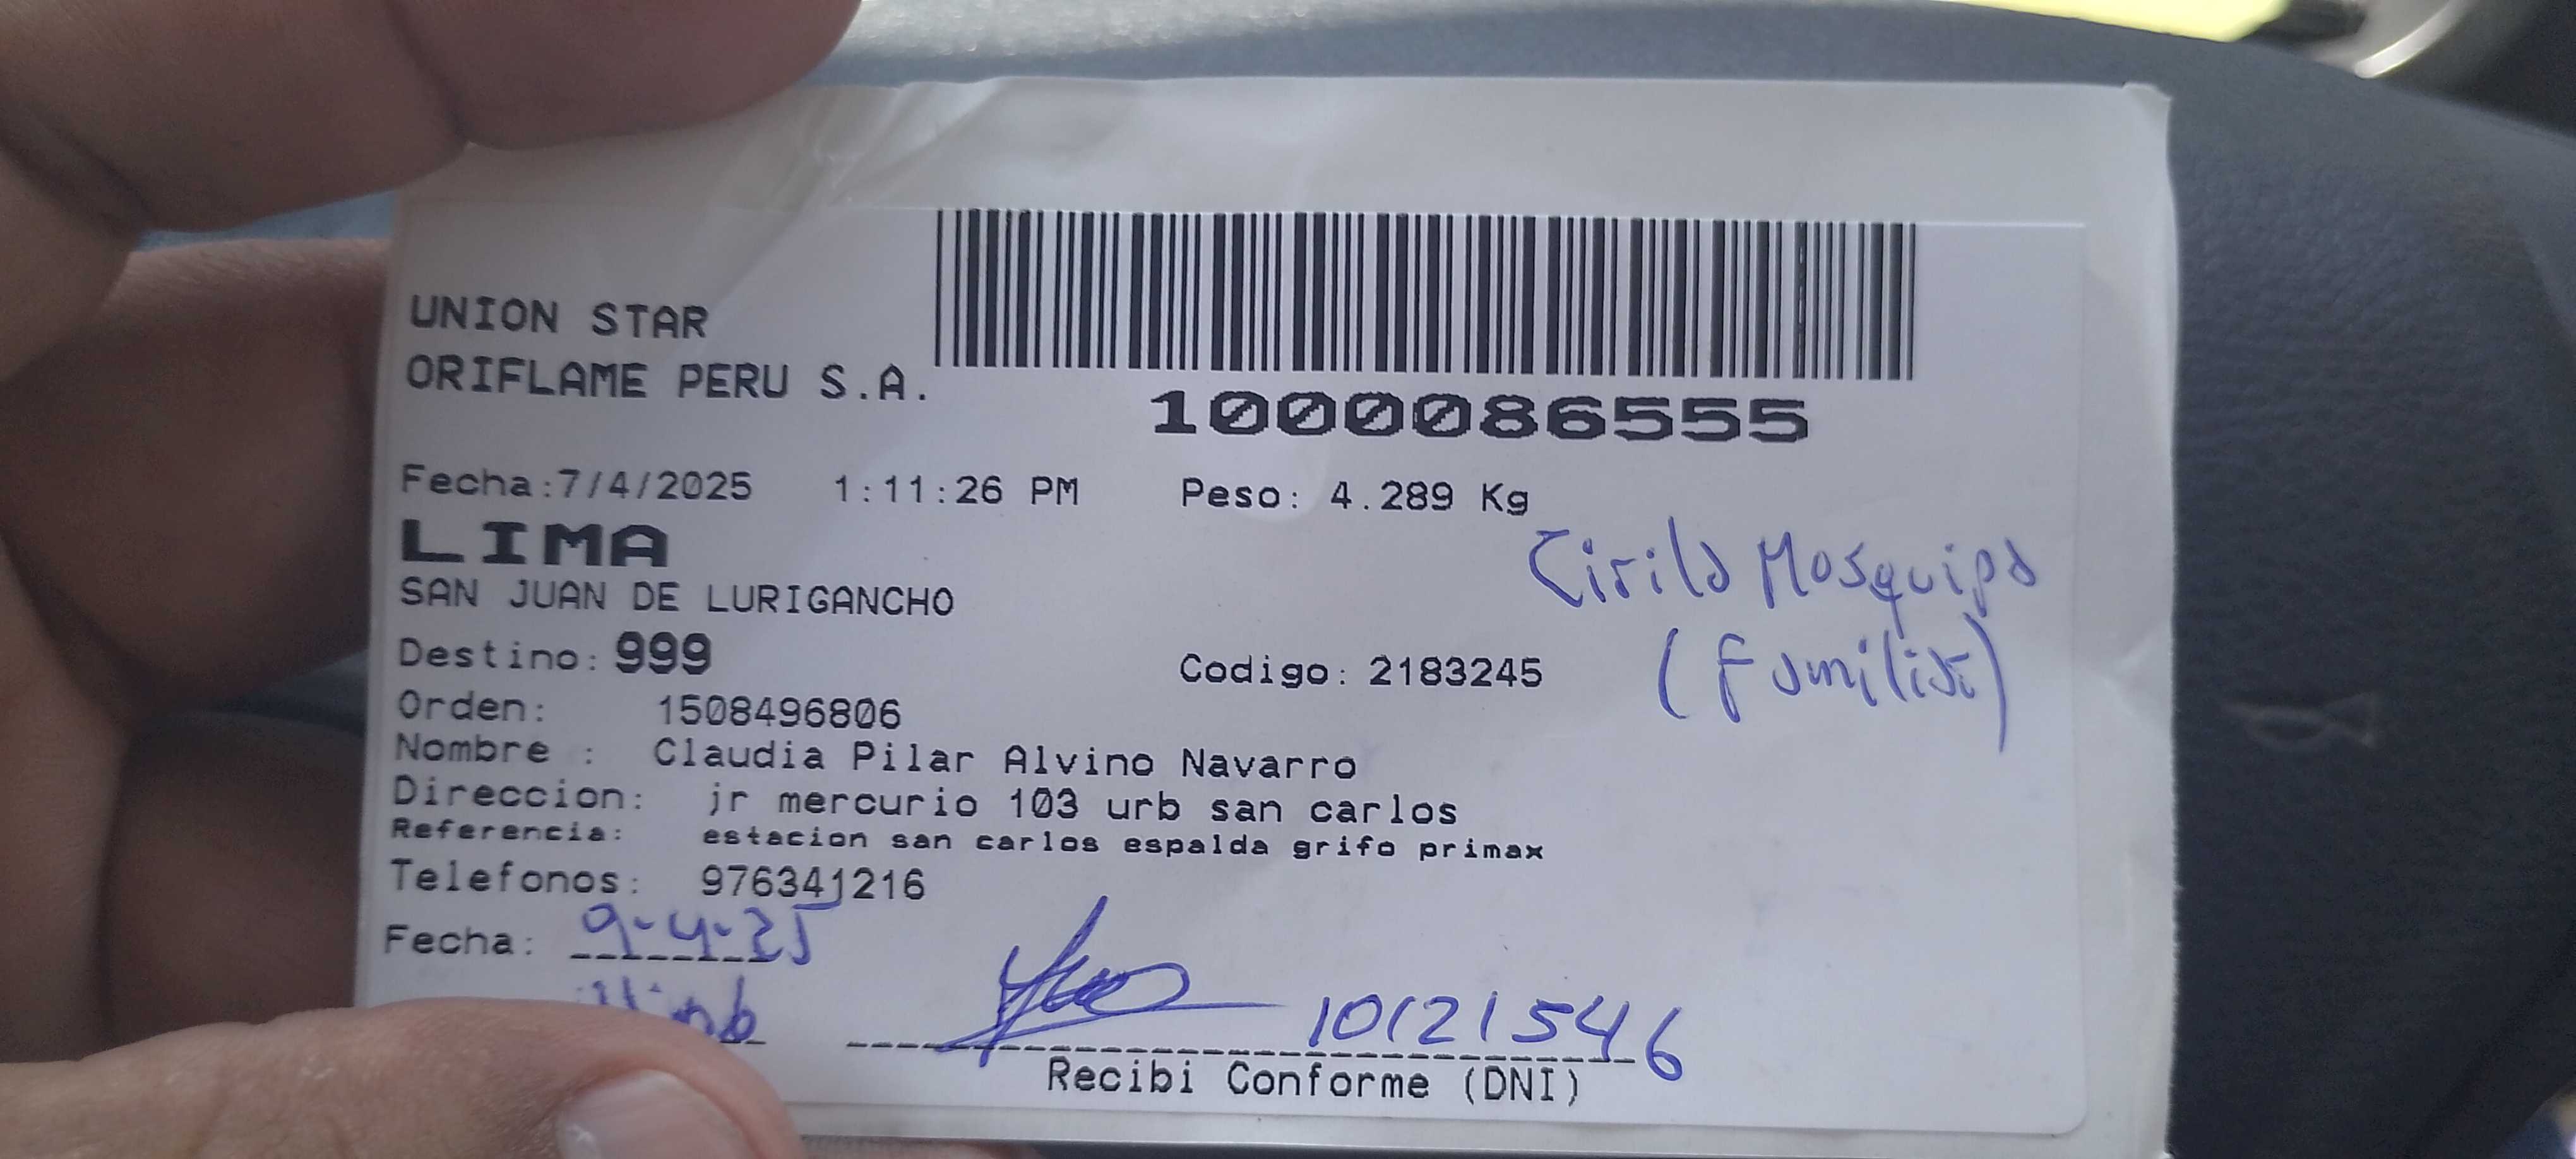 UNION STAR
ORIFLAME PERU S.A.
1000086555
Fecha:7/4/2025 1:11:26 PM Peso: 4.289 Kg
LIMA
SAN JUAN DE LURIGANCHO
Cirilo Mosquipa
(Familiar)
Destino: 999 Codigo: 2183245
Orden: 1508496806
Nombre : Claudia Pilar Alvino Navarro
Direccion: jr mercurio 103 urb san carlos
Referencia: estacion san carlos espalda grifo primax
Telefonos: 976341216
Fecha: 9-4-25
10121546
Recibi Conforme (DNI)